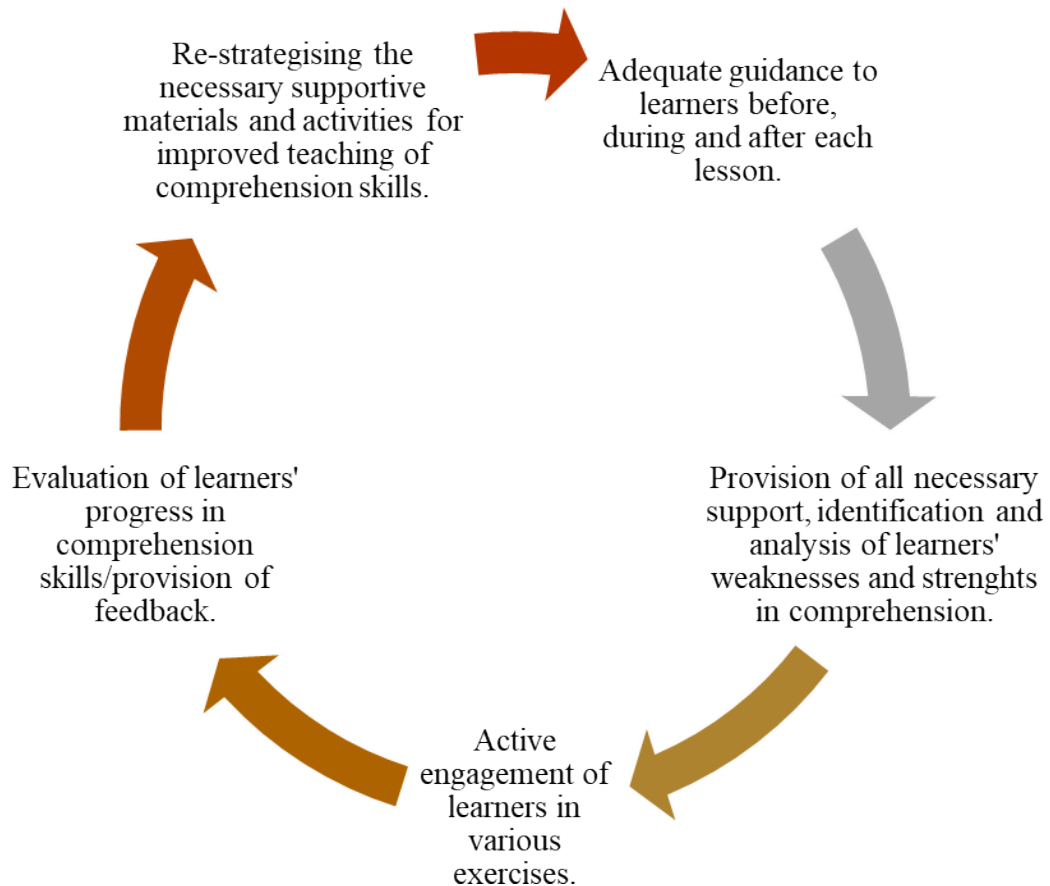 Re-strategising the
necessary supportive
materials and activities for
improved teaching of
comprehension skills.
Adequate guidance to
learners before,
during and after each
lesson.
Provision of all necessary
support, identification and
analysis of learners'
weaknesses and strenghts
in comprehension.
Active
engagement of
learners in
various
exercises.
Evaluation of learners'
progress in
comprehension
skills/provision of
feedback.